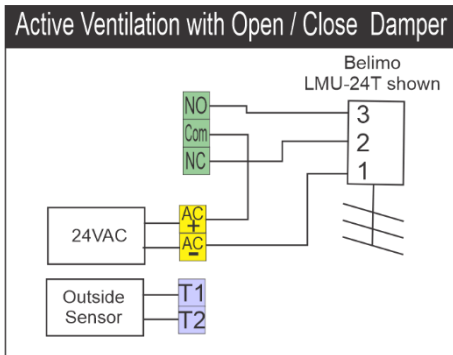 Active Ventilation with Open / Close Damper
Belimo
LMU-24T shown
NO
Com
NC
3
2
1
24VAC
AC
+
AC
-
Outside
Sensor
T1
T2